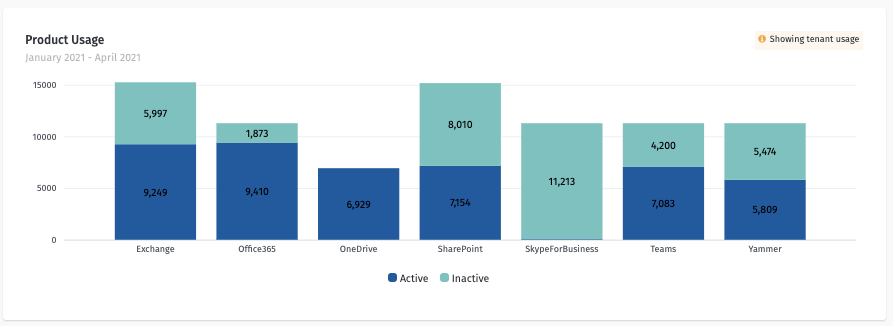 Product Usage
Showing tenant usage
January 2021 - April 2021
15000
10000
5000
0
5,997
9,249
1,873
9,410
6,929
8,010
7,154
11,213
4,200
7,083
5,474
5,809
Exchange
Office365
OneDrive
SharePoint
SkypeForBusiness
Teams
Yammer
Active
Inactive